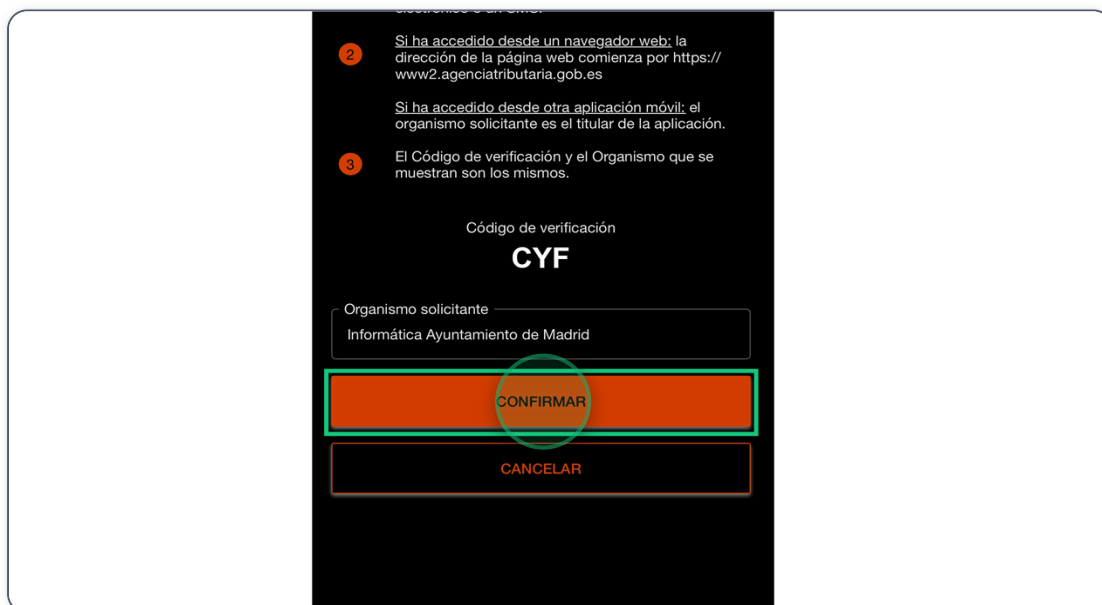 2
Si ha accedido desde un navegador web: la
dirección de la página web comienza por https://
www2.agenciatributaria.gob.es
Si ha accedido desde otra aplicación móvil: el
organismo solicitante es el titular de la aplicación.
3
El Código de verificación y el Organismo que se
muestran son los mismos.
Código de verificación
CYF
Organismo solicitante
Informática Ayuntamiento de Madrid
CONFIRMAR
CANCELAR